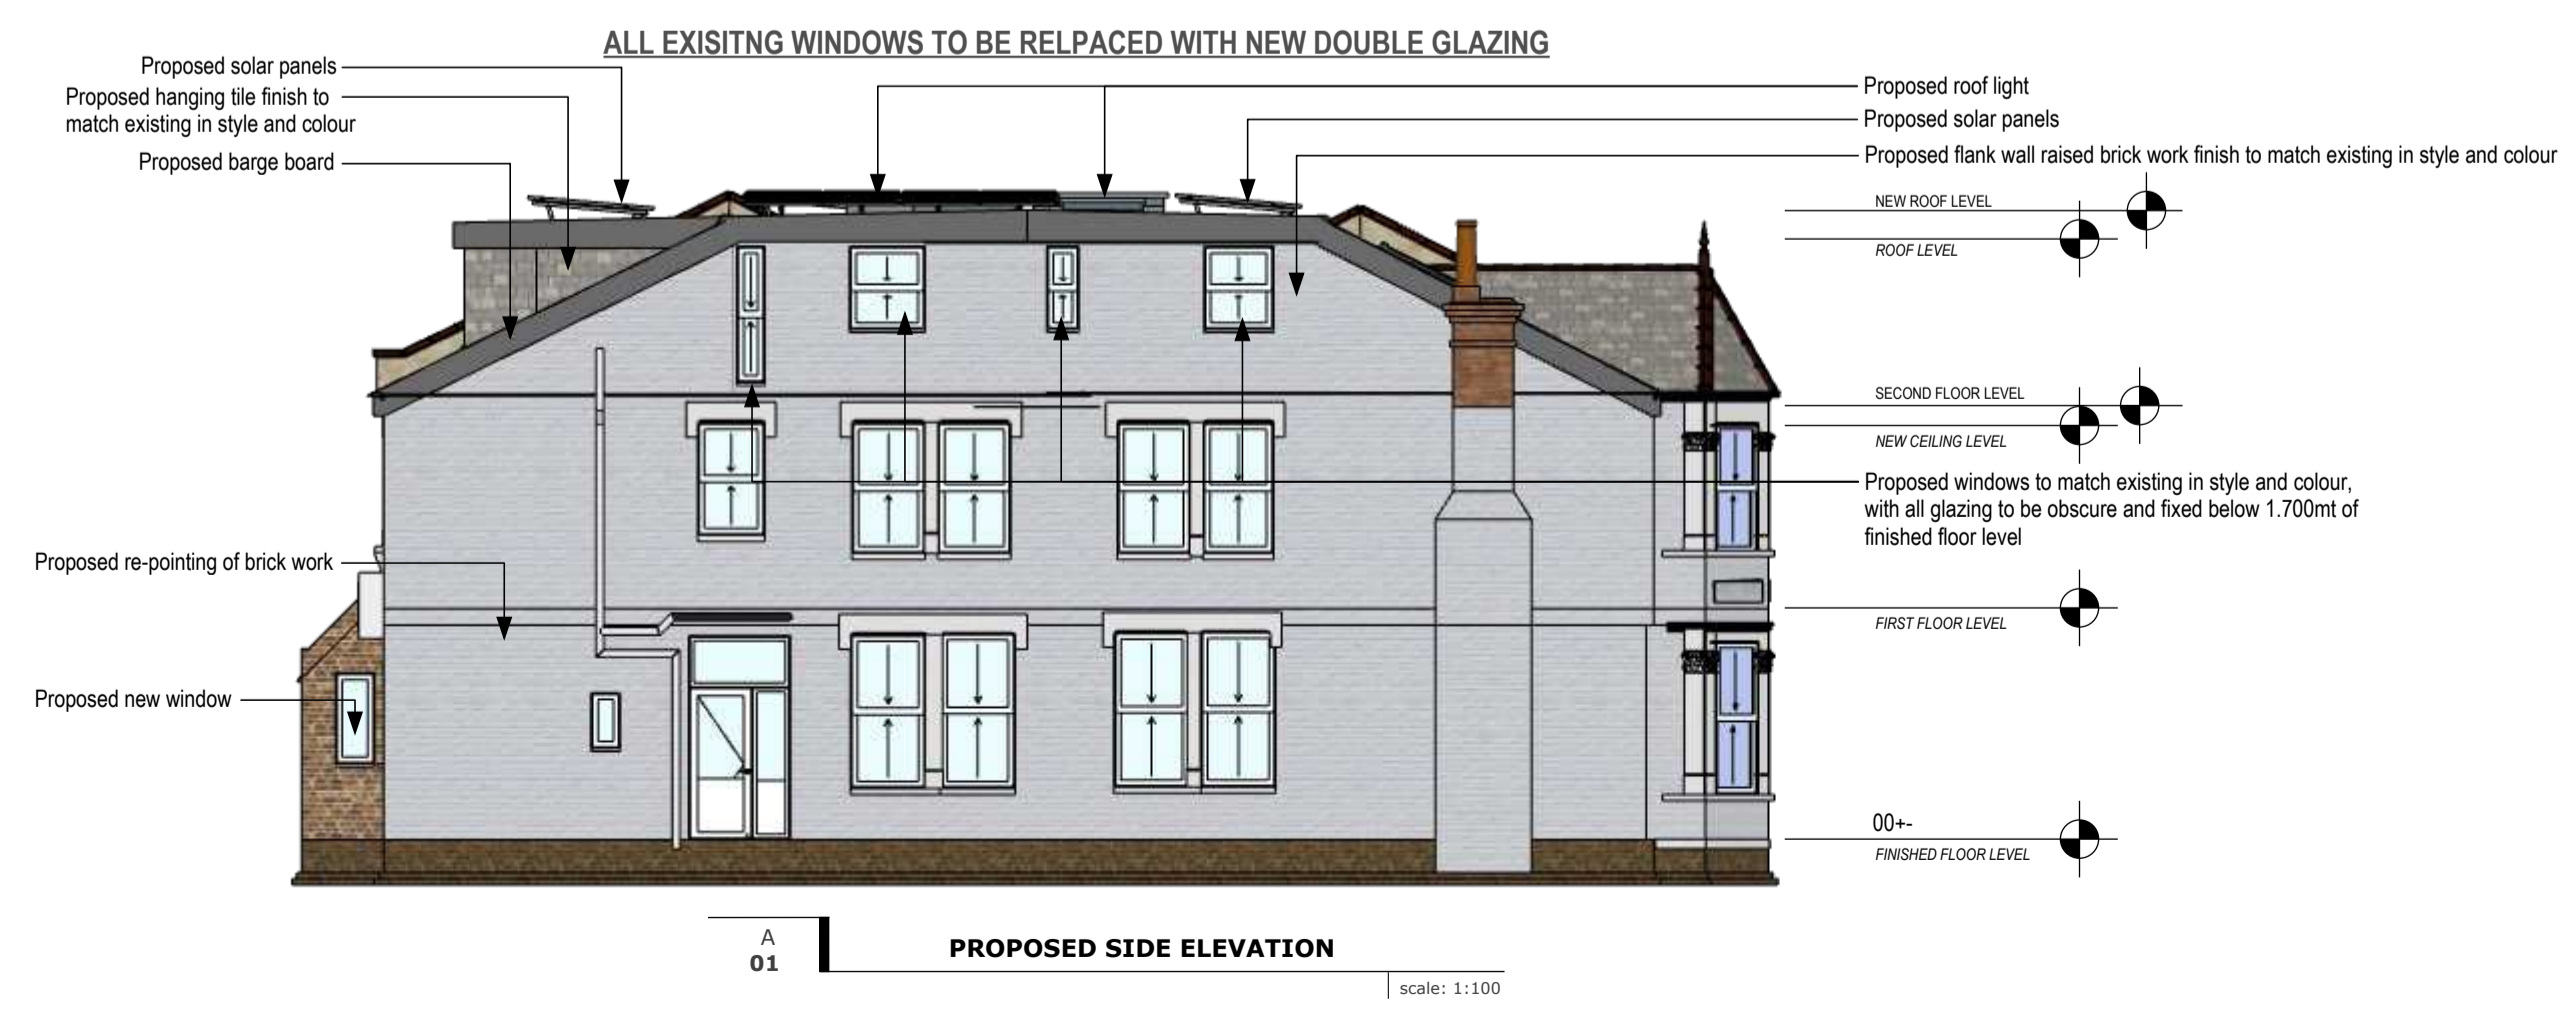 ALL EXISITNG WINDOWS TO BE RELPACED WITH NEW DOUBLE GLAZING
Proposed solar panels
Proposed hanging tile finish to
match existing in style and colour
Proposed barge board
Proposed re-pointing of brick work
Proposed new window
Proposed roof light
Proposed solar panels
Proposed flank wall raised brick work finish to match existing in style and colour
NEW ROOF LEVEL
ROOF LEVEL
SECOND FLOOR LEVEL
NEW CEILING LEVEL
Proposed windows to match existing in style and colour,
with all glazing to be obscure and fixed below 1.700mt of
finished floor level
FIRST FLOOR LEVEL
00+-
FINISHED FLOOR LEVEL
A
01
PROPOSED SIDE ELEVATION
scale: 1:100